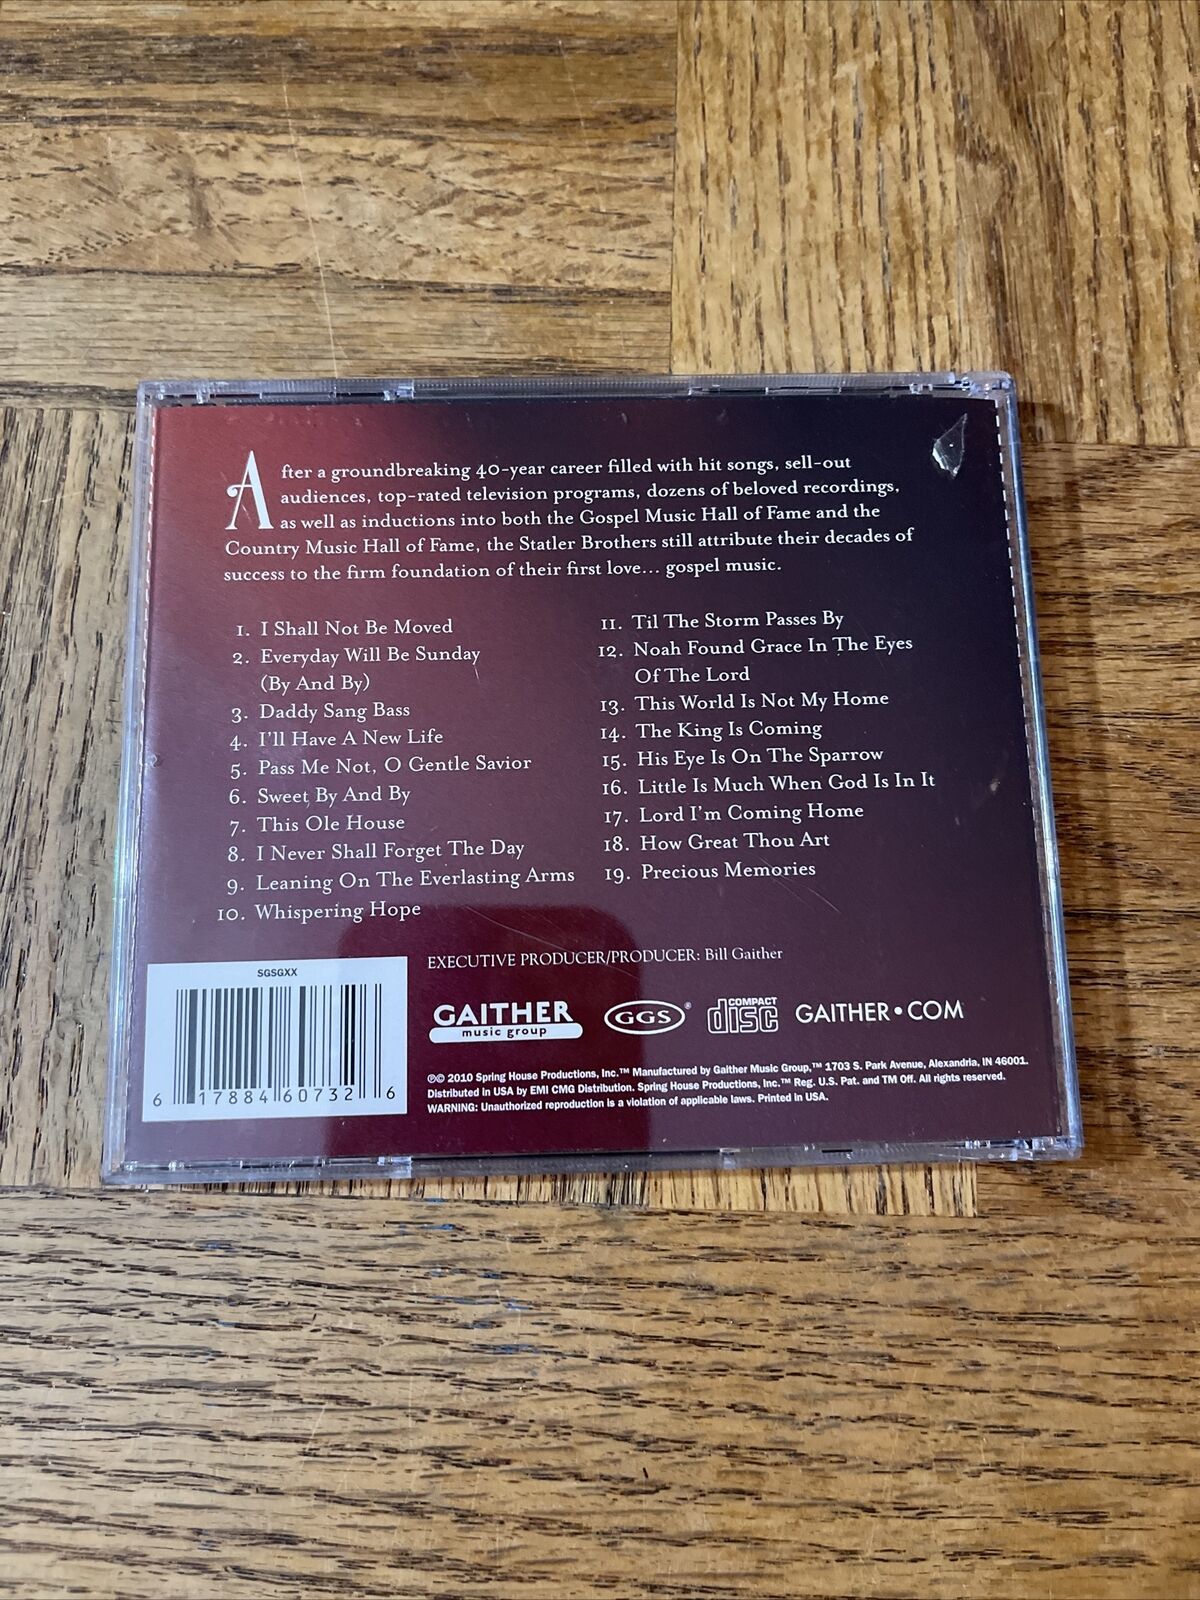 After a groundbreaking 40-year career filled with hit songs, sell-out
audiences, top-rated television programs, dozens of beloved recordings,
as well as inductions into both the Gospel Music Hall of Fame and the
Country Music Hall of Fame, the Statler Brothers still attribute their decades of
success to the firm foundation of their first love... gospel music.
1. I Shall Not Be Moved
2. Everyday Will Be Sunday
(By And By)
3. Daddy Sang Bass
4. I'll Have A New Life
5. Pass Me Not, O Gentle Savior
6. Sweet By And By
7. This Ole House
8. I Never Shall Forget The Day
9. Leaning On The Everlasting Arms
10. Whispering Hope
11. Til The Storm Passes By
12. Noah Found Grace In The Eyes
Of The Lord
13. This World Is Not My Home
14. The King Is Coming
15. His Eye Is On The Sparrow
16. Little Is Much When God Is In It
17. Lord I'm Coming Home
18. How Great Thou Art
19. Precious Memories
EXECUTIVE PRODUCER/PRODUCER: Bill Gaither
SGSGXX
6 17884 60732 6
GAITHER
music group
GGS®
COMPACT
disc
GAITHER•COM
℗© 2010 Spring House Productions, Inc.™ Manufactured by Gaither Music Group,™ 1703 S. Park Avenue, Alexandria, IN 46001.
Distributed in USA by EMI CMG Distribution. Spring House Productions, Inc.™ Reg. U.S. Pat. and TM Off. All rights reserved.
WARNING: Unauthorized reproduction is a violation of applicable laws. Printed in USA.